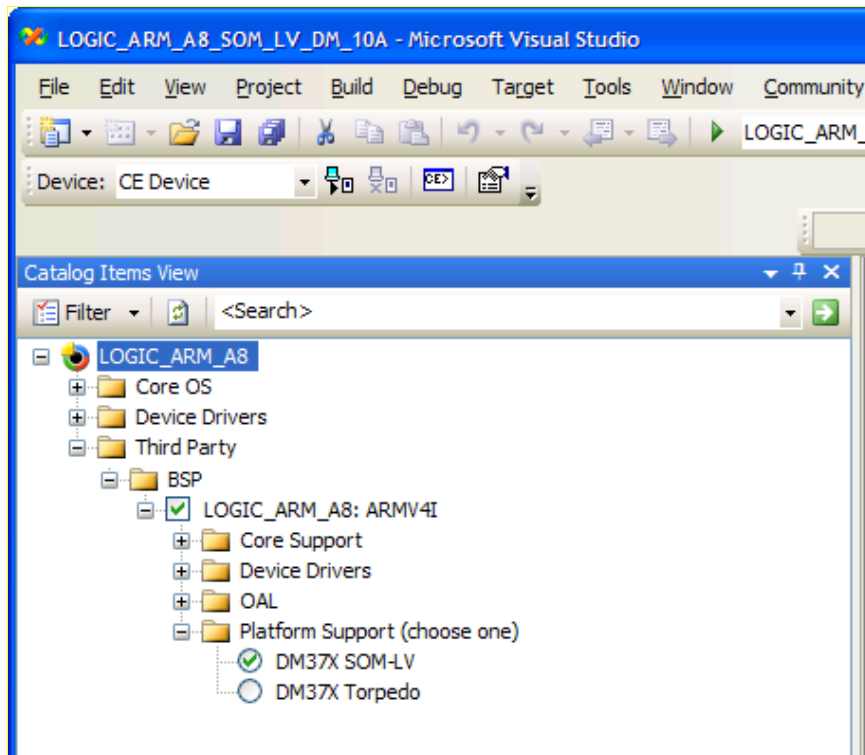 LOGIC_ARM_A8_SOM_LV_DM_10A - Microsoft Visual Studio
File Edit View Project Build Debug Target Tools Window Community
LOGIC_ARM_
Device: CE Device CE>
Catalog Items View
Filter <Search>
LOGIC_ARM_A8
Core OS
Device Drivers
Third Party
BSP
LOGIC_ARM_A8: ARMV4I
Core Support
Device Drivers
OAL
Platform Support (choose one)
DM37X SOM-LV
DM37X Torpedo